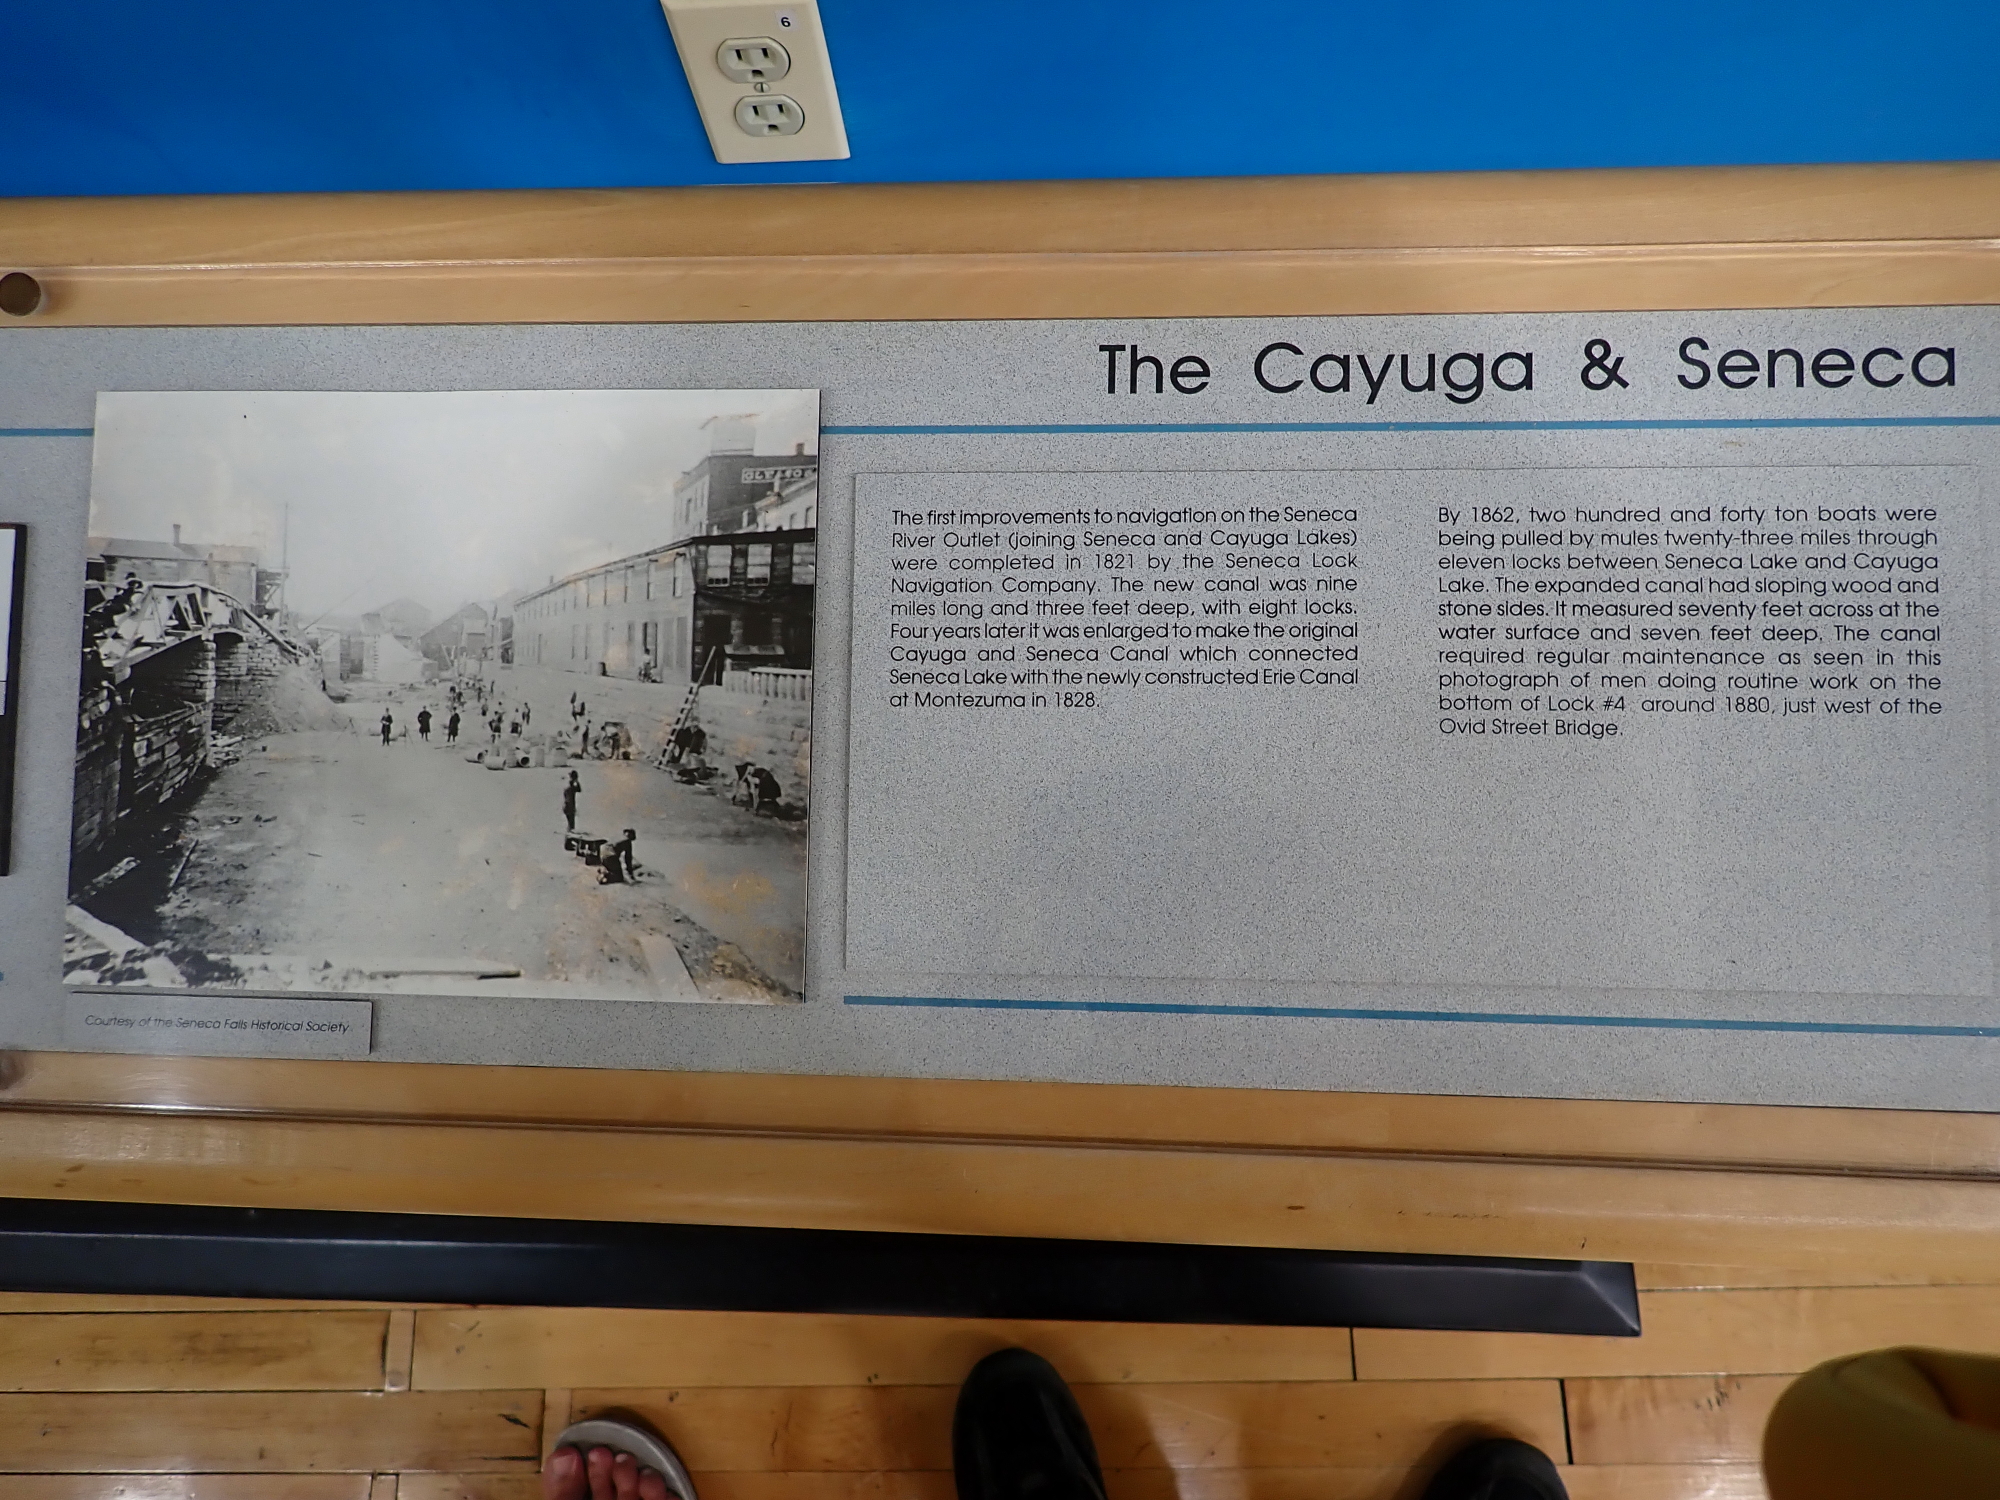 6
The Cayuga & Seneca
The first improvements to navigation on the Seneca
River Outlet (joining Seneca and Cayuga Lakes)
were completed in 1821 by the Seneca Lock
Navigation Company. The new canal was nine
miles long and three feet deep, with eight locks.
Four years later it was enlarged to make the original
Cayuga and Seneca Canal which connected
Seneca Lake with the newly constructed Erie Canal
at Montezuma in 1828.
By 1862, two hundred and forty ton boats were
being pulled by mules twenty-three miles through
eleven locks between Seneca Lake and Cayuga
Lake. The expanded canal had sloping wood and
stone sides. It measured seventy feet across at the
water surface and seven feet deep. The canal
required regular maintenance as seen in this
photograph of men doing routine work on the
bottom of Lock #4 around 1880, just west of the
Ovid Street Bridge.
Courtesy of the Seneca Falls Historical Society